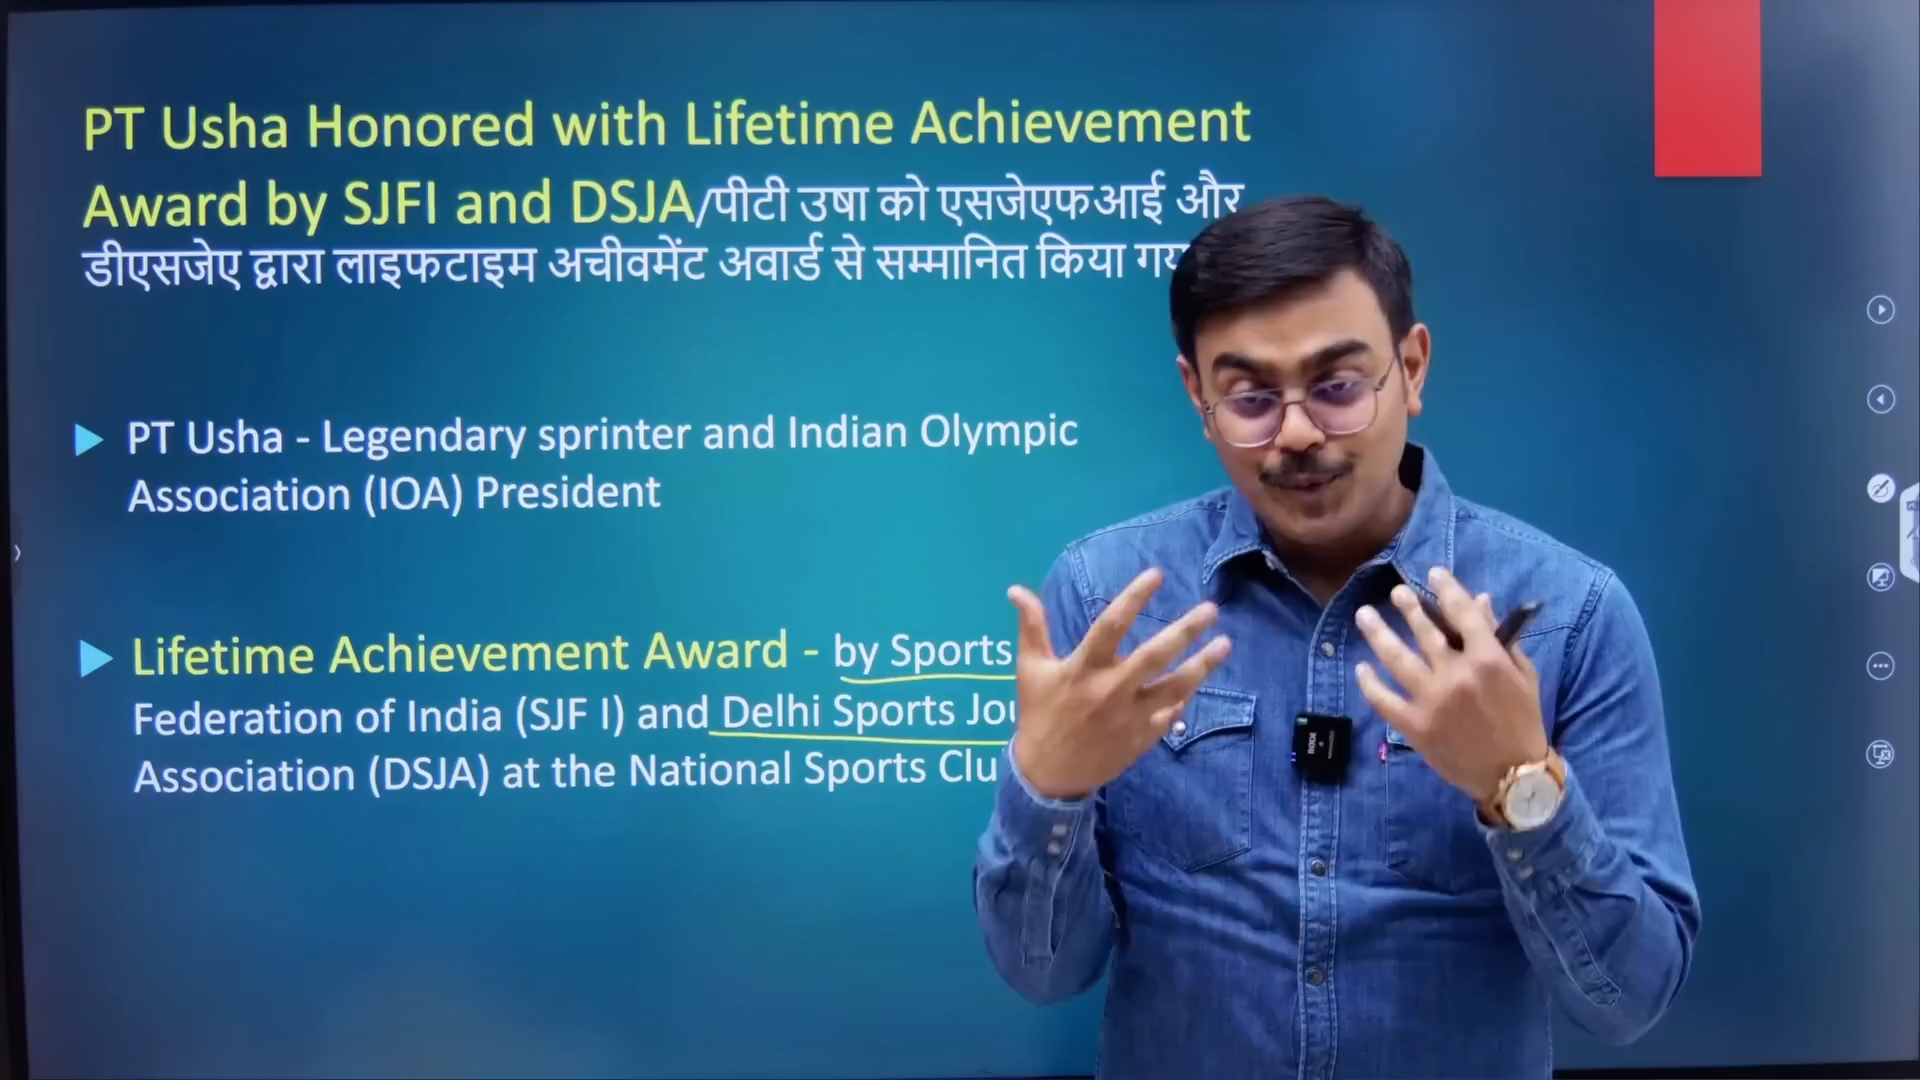 PT Usha Honored with Lifetime Achievement
Award by SJFI and DSJA/पीटी उषा को एसजेएफआई और
डीएसजेए द्वारा लाइफटाइम अचीवमेंट अवार्ड से सम्मानित किया
PT Usha - Legendary sprinter and Indian Olympic
Association (IOA) President
Lifetime Achievement Award - by Sports
Federation of India (SJF I) and Delhi Sports
Association (DSJA) at the National Sports
RODE